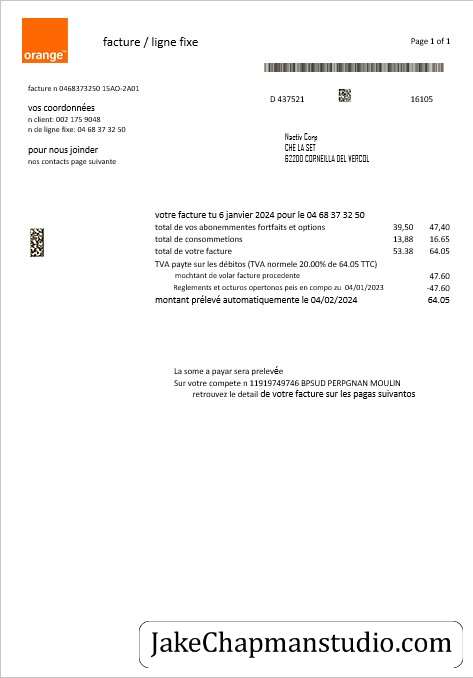 orange™
facture / ligne fixe
Page 1 of 1
facture n 0468373250 15AO-2A01
D 437521
16105
vos coordonnées
n client: 002 175 9048
n de ligne fixe: 04 68 37 32 50
pour nous joinder
nos contacts page suivante
Nactiv Corp
CHE LA SET
62200 CORNEILLA DEL VERCOL
votre facture tu 6 janvier 2024 pour le 04 68 37 32 50
total de vos abonemmentes fortfaits et options 39,50 47,40
total de consommetions 13,88 16.65
total de votre facture 53.38 64.05
TVA payte sur les débitos (TVA normele 20.00% de 64.05 TTC)
mochtant de volar facture procedente 47.60
Reglements et octuros opertonos peis en compo zu 04/01/2023 -47.60
montant prélevé automatiquemente le 04/02/2024 64.05
La some a payar sera prelevée
Sur votre compete n 11919749746 BPSUD PERPGNAN MOULIN
retrouvez le detail de votre facture sur les pagas suivantos
JakeChapmanstudio.com